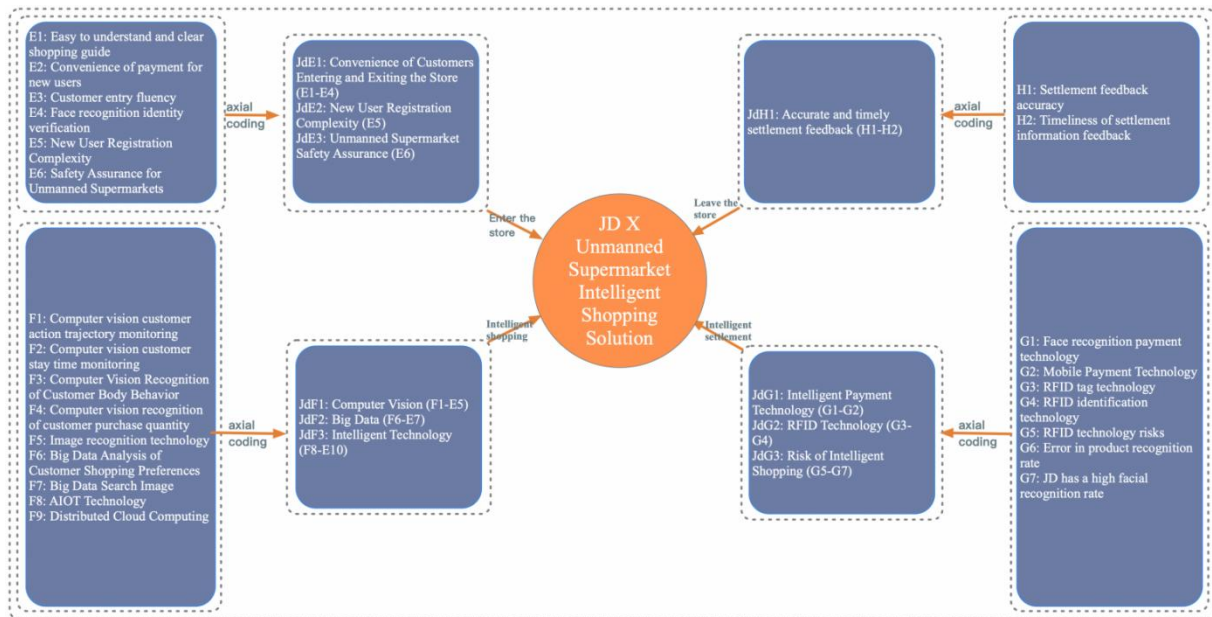 E1: Easy to understand and clear
shopping guide
E2: Convenience of payment for
new users
E3: Customer entry fluency
E4: Face recognition identity
verification
E5: New User Registration
Complexity
E6: Safety Assurance for
Unmanned Supermarkets
axial
coding
JdE1: Convenience of Customers
Entering and Exiting the Store
(E1-E4)
JdE2: New User Registration
Complexity (E5)
JdE3: Unmanned Supermarket
Safety Assurance (E6)
Enter the
store
JdH1: Accurate and timely
settlement feedback (H1-H2)
Leave the
store
axial
coding
H1: Settlement feedback
accuracy
H2: Timeliness of settlement
information feedback
JD X
Unmanned
Supermarket
Intelligent
Shopping
Solution
F1: Computer vision customer
action trajectory monitoring
F2: Computer vision customer
stay time monitoring
F3: Computer Vision Recognition
of Customer Body Behavior
F4: Computer vision recognition
of customer purchase quantity
F5: Image recognition technology
F6: Big Data Analysis of
Customer Shopping Preferences
F7: Big Data Search Image
F8: AIOT Technology
F9: Distributed Cloud Computing
axial
coding
JdF1: Computer Vision (F1-E5)
JdF2: Big Data (F6-E7)
JdF3: Intelligent Technology
(F8-E10)
Intelligent
shopping
Intelligent
settlement
JdG1: Intelligent Payment
Technology (G1-G2)
JdG2: RFID Technology (G3-
G4)
JdG3: Risk of Intelligent
Shopping (G5-G7)
axial
coding
G1: Face recognition payment
technology
G2: Mobile Payment Technology
G3: RFID tag technology
G4: RFID identification
technology
G5: RFID technology risks
G6: Error in product recognition
rate
G7: JD has a high facial
recognition rate